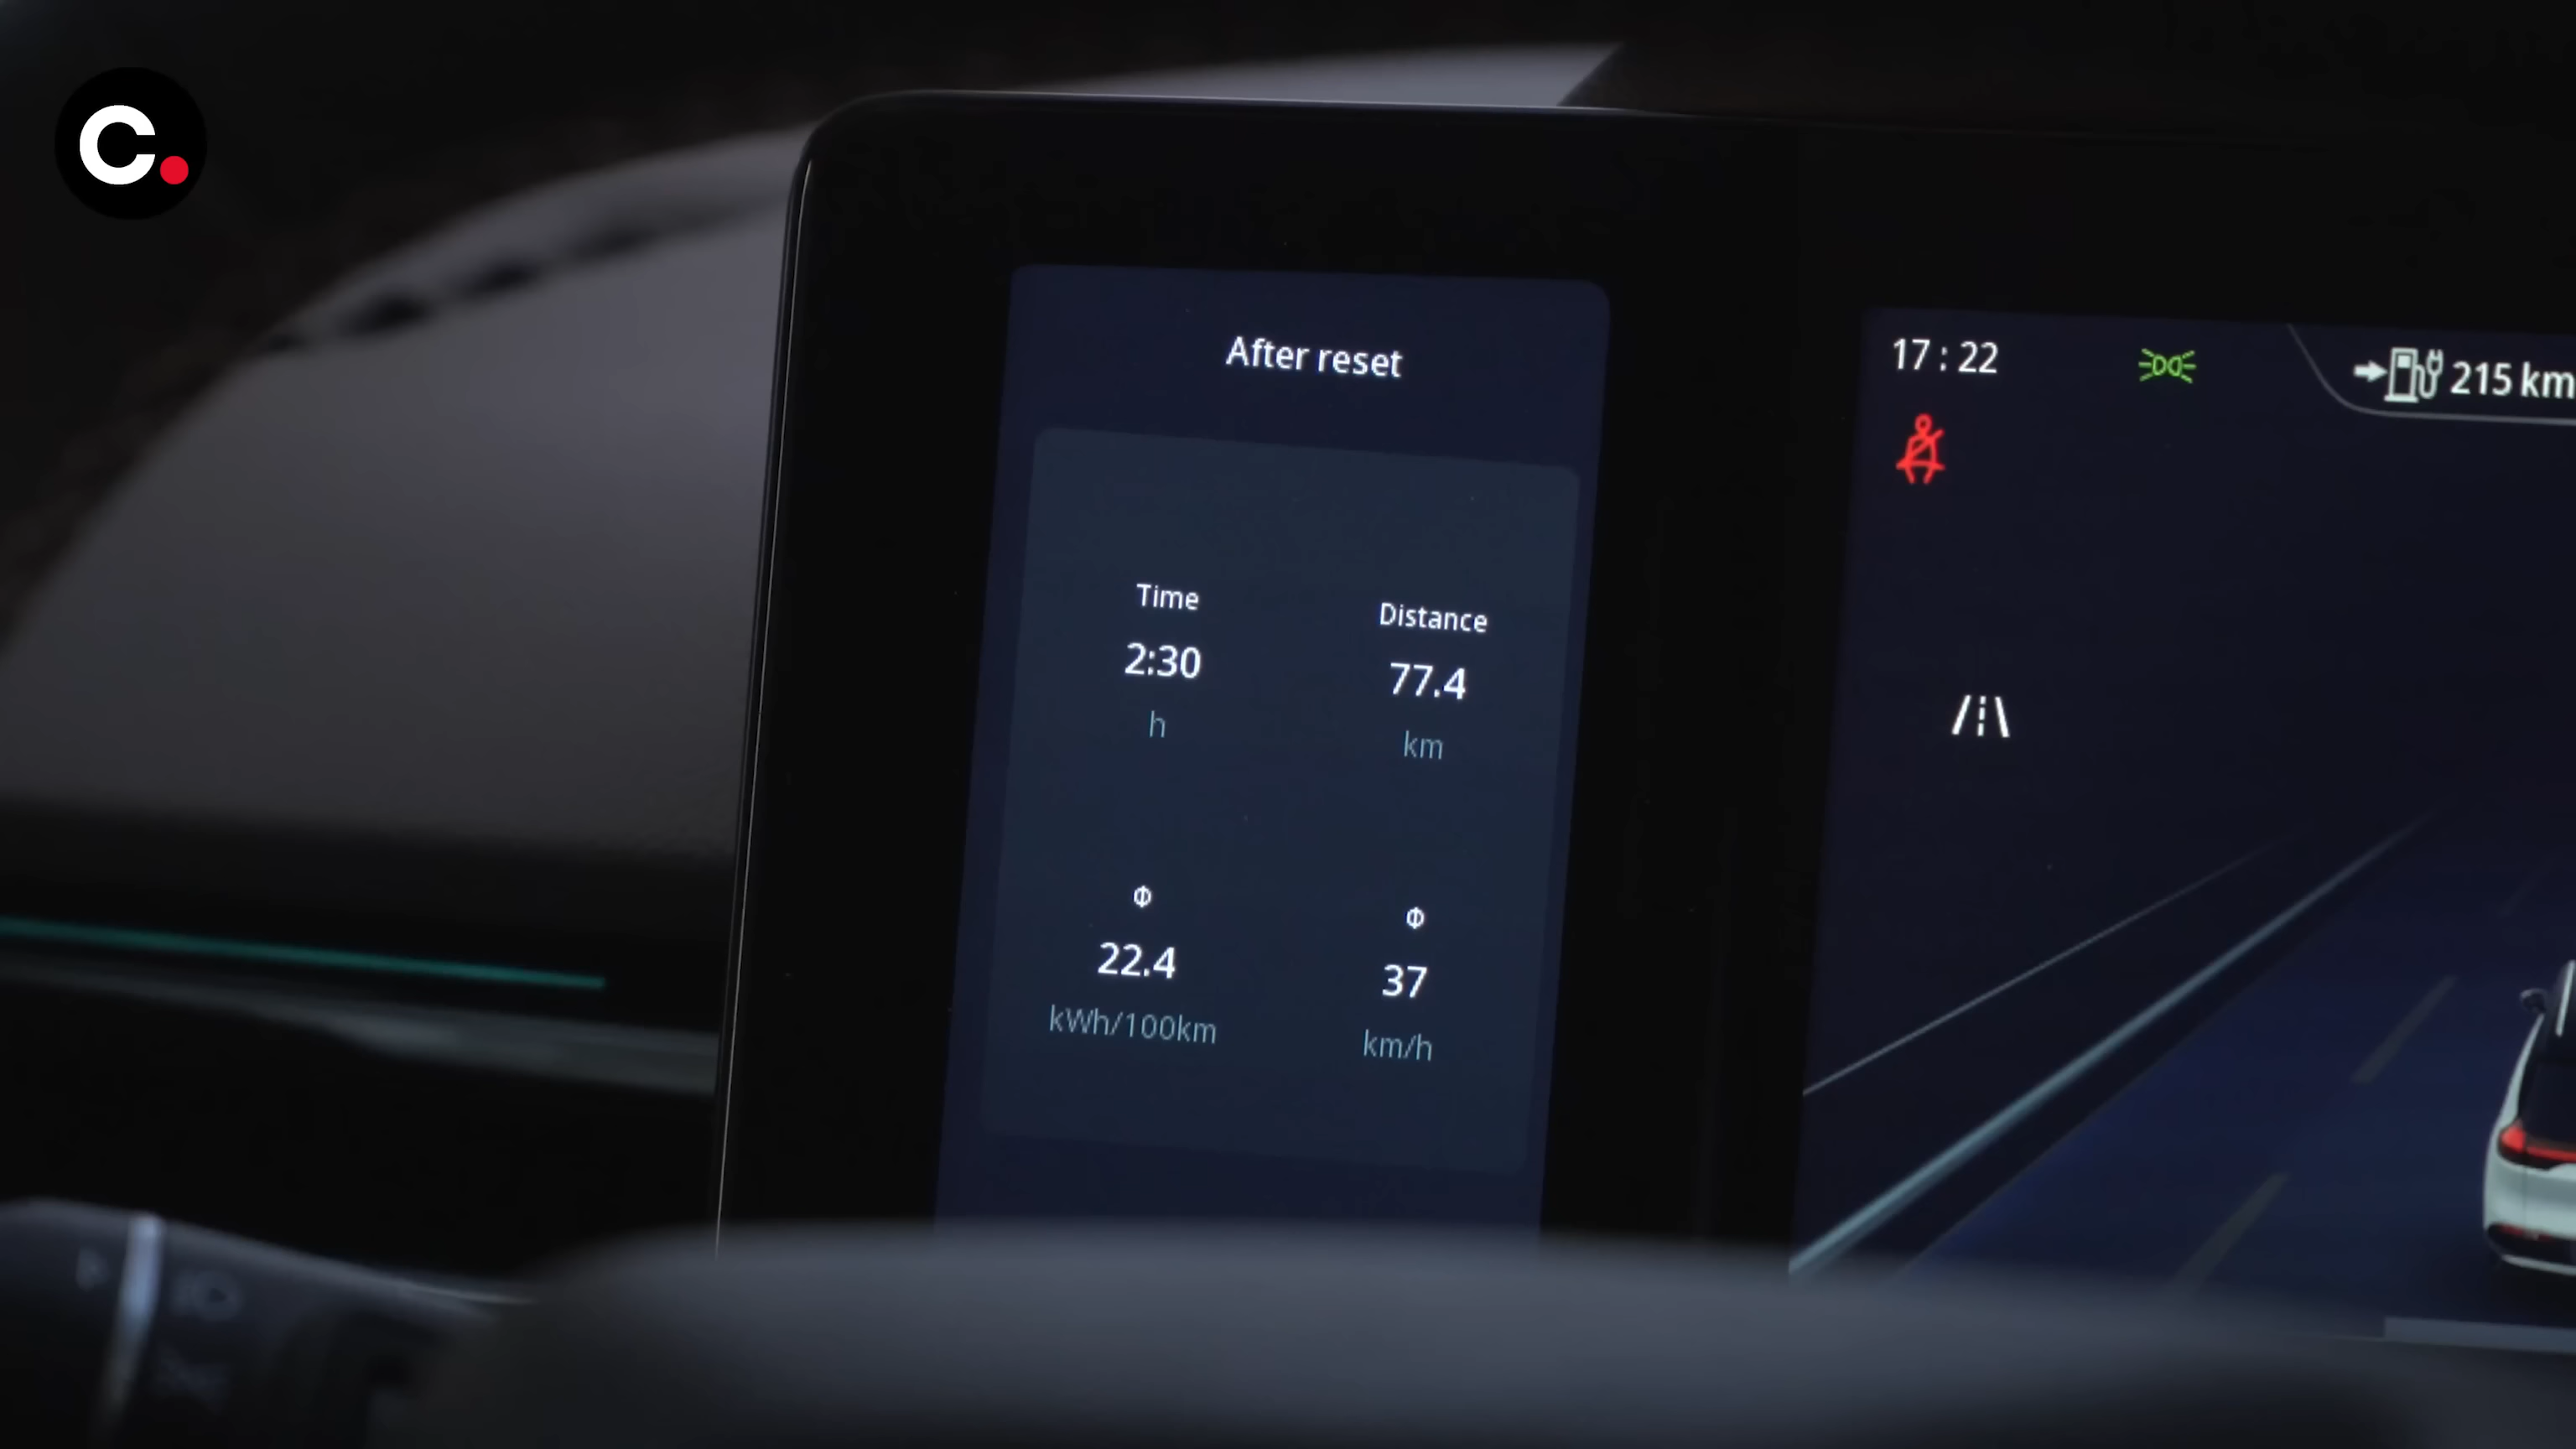 C.
After reset
Time
2:30
h
Distance
77.4
km
Φ
22.4
kWh/100km
Φ
37
km/h
17 : 22
215 km